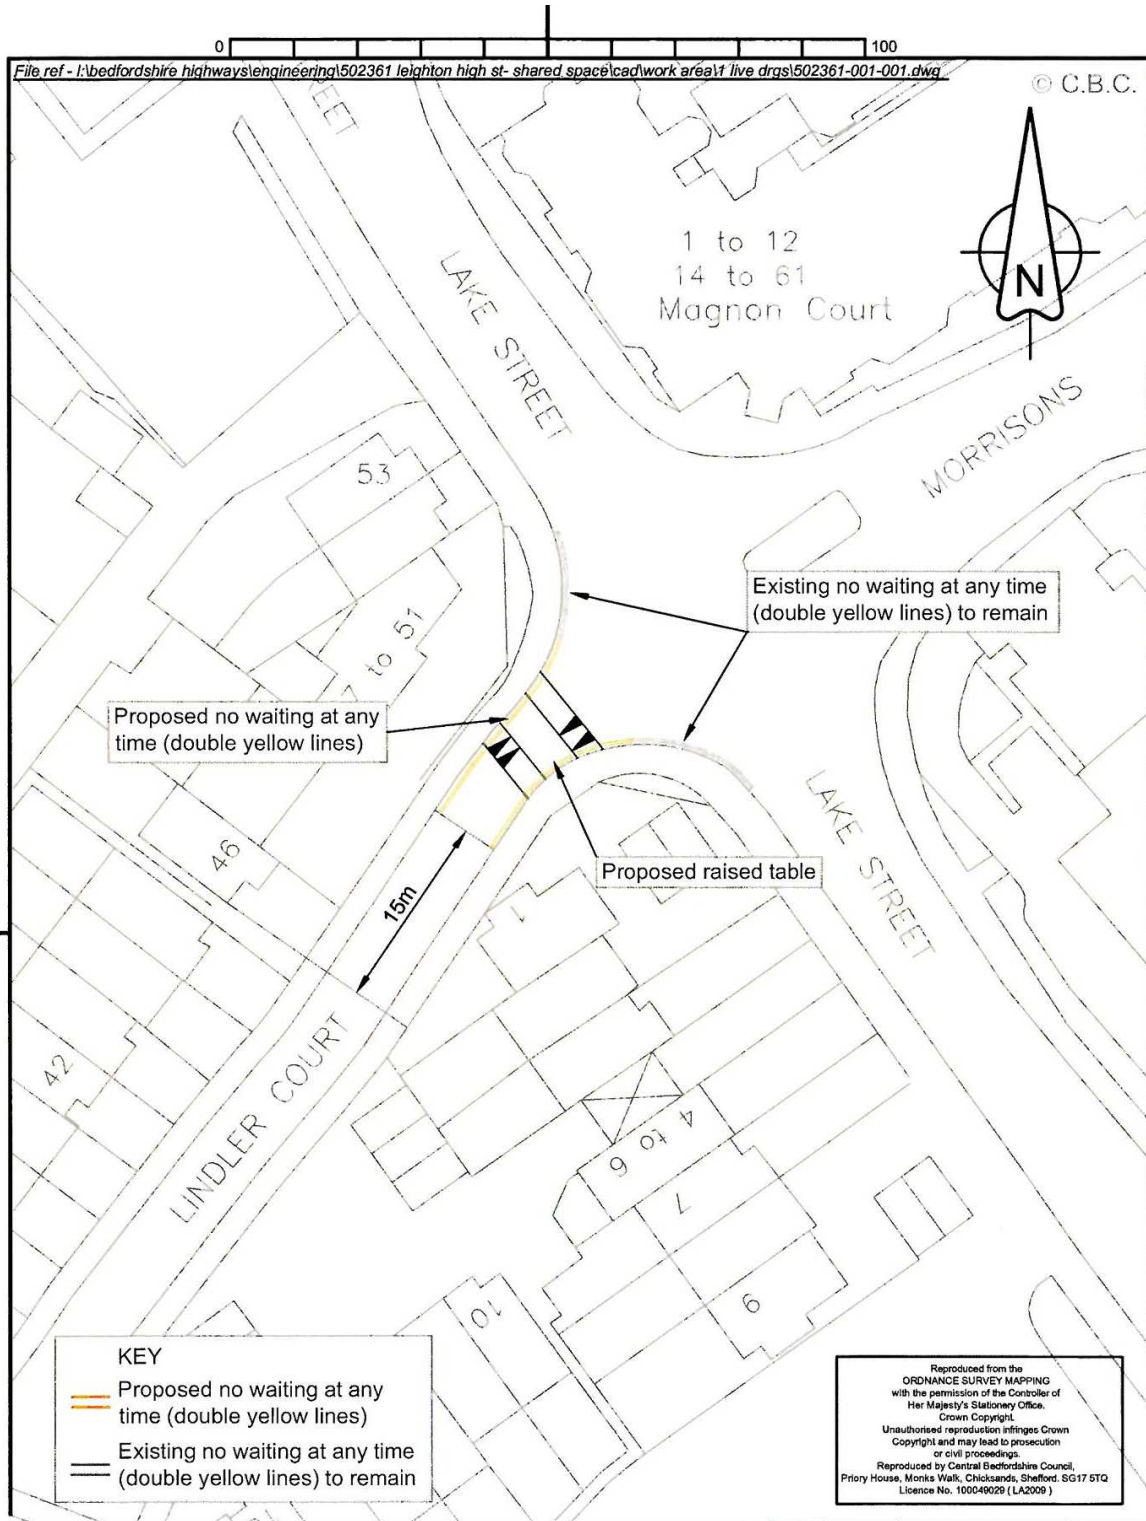 0
100
File ref - I:\bedfordshire highways\engineering\502361 leighton high st- shared space\cad\work area\1 live drgs\502361-001-001.dwg
© C.B.C.
REET
1 to 12
14 to 61
Magnon Court
N
LAKE STREET
MORRISONS
53
Existing no waiting at any time
(double yellow lines) to remain
7 to 51
Proposed no waiting at any
time (double yellow lines)
LAKE STREET
46
Proposed raised table
15m
1
42
LINDLER COURT
4 to 6
7
9
10
KEY
Proposed no waiting at any
time (double yellow lines)
Existing no waiting at any time
(double yellow lines) to remain
Reproduced from the
ORDNANCE SURVEY MAPPING
with the permission of the Controller of
Her Majesty's Stationery Office.
Crown Copyright.
Unauthorised reproduction infringes Crown
Copyright and may lead to prosecution
or civil proceedings.
Reproduced by Central Bedfordshire Council,
Priory House, Monks Walk, Chicksands, Shefford. SG17 5TQ
Licence No. 100049029 ( LA2009 )